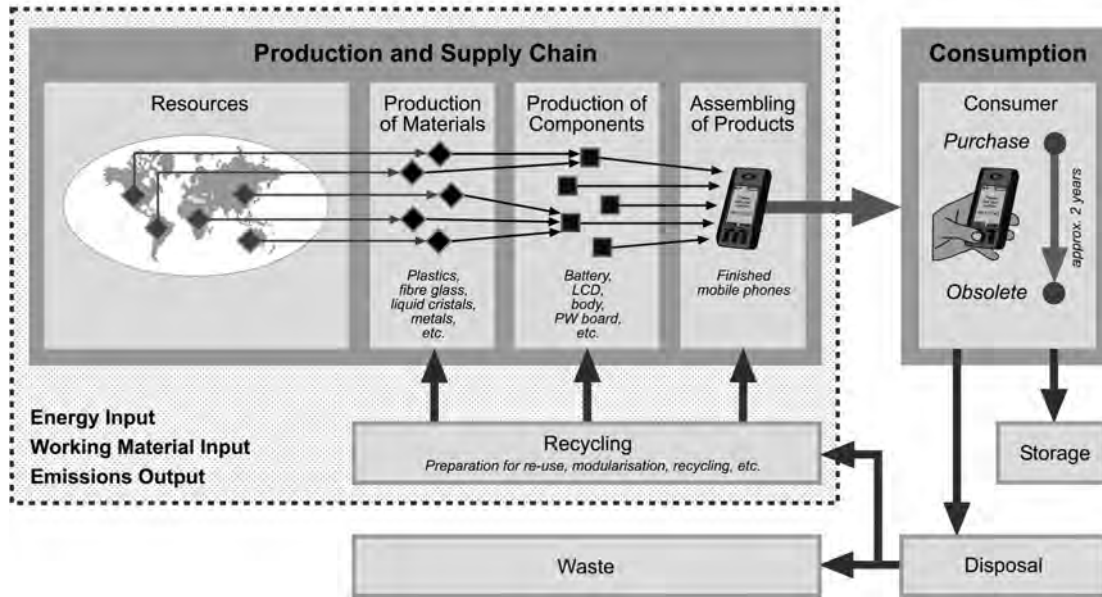 Production and Supply Chain
Resources
Production
of Materials
Plastics,
fibre glass,
liquid cristals,
metals,
etc.
Production of
Components
Battery,
LCD,
body,
PW board,
etc.
Assembling
of Products
Finished
mobile phones
Consumption
Consumer
Purchase
approx. 2 years
Obsolete
Energy Input
Working Material Input
Emissions Output
Recycling
Preparation for re-use, modularisation, recycling, etc.
Storage
Waste
Disposal